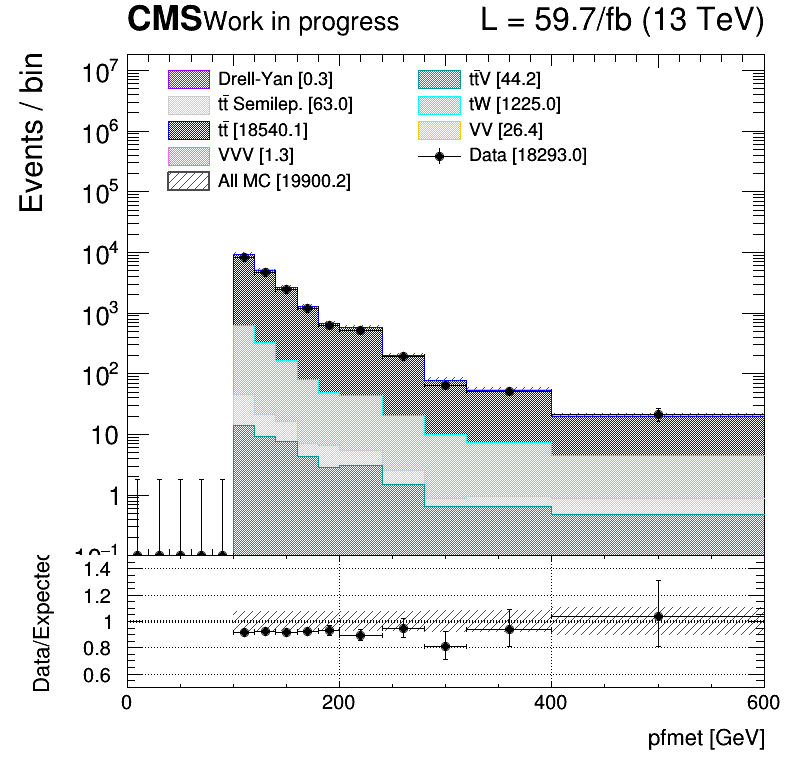 CMS Work in progress L = 59.7/fb (13 TeV)
Events / bin
Drell-Yan [0.3] tt̄V [44.2]
tt̄ Semilep. [63.0] tW [1225.0]
tt̄ [18540.1] VV [26.4]
VVV [1.3] Data [18293.0]
All MC [19900.2]
10⁷
10⁶
10⁵
10⁴
10³
10²
10
1
10⁻¹
Data/Expected
1.4
1.2
1
0.8
0.6
0 200 400 600
pfmet [GeV]